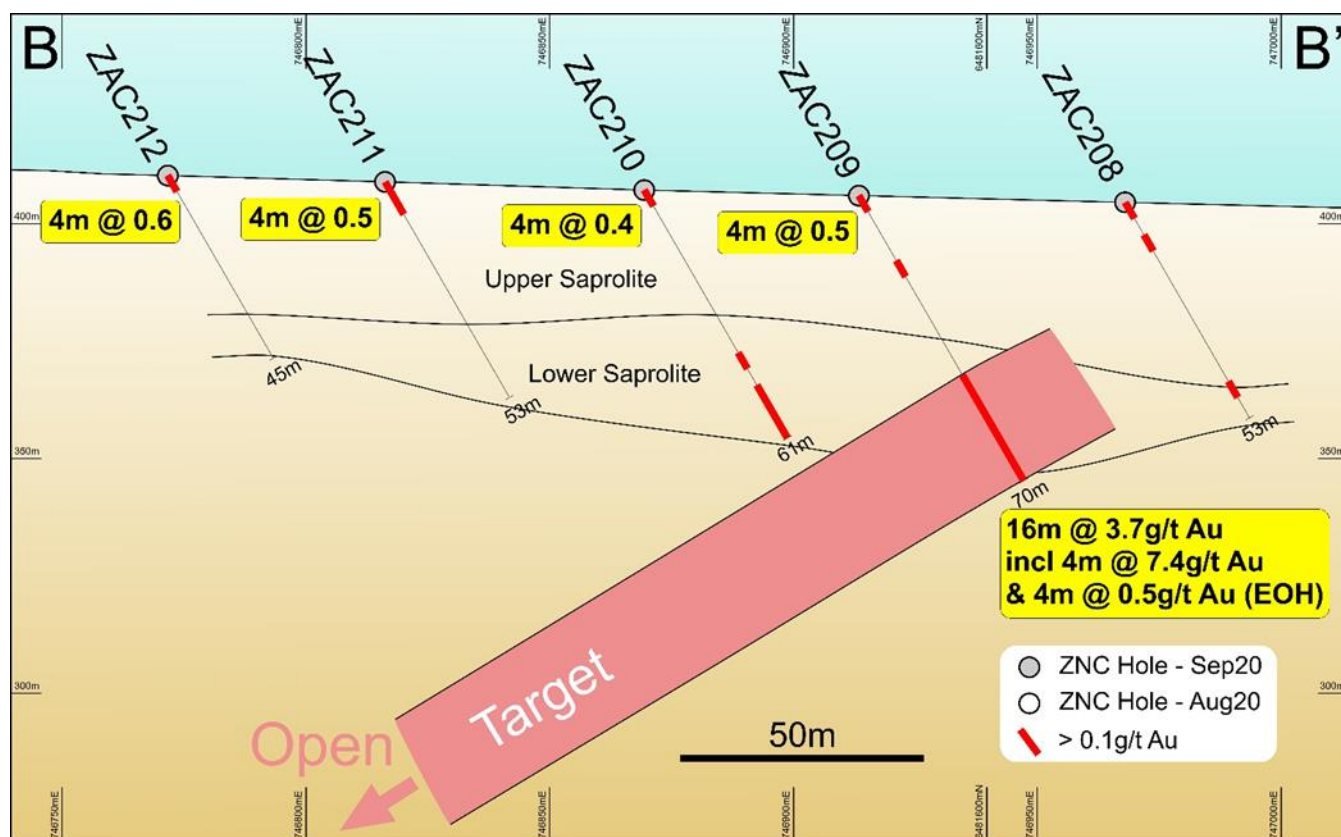 B
B'
746750mE
746800mE
746850mE
746900mE
6481600mN
746950mE
747000mE
ZAC212
ZAC211
ZAC210
ZAC209
ZAC208
400m
400m
4m @ 0.6
4m @ 0.5
4m @ 0.4
4m @ 0.5
Upper Saprolite
Lower Saprolite
45m
53m
61m
70m
53m
350m
350m
16m @ 3.7g/t Au
incl 4m @ 7.4g/t Au
& 4m @ 0.5g/t Au (EOH)
Target
Open
300m
300m
50m
ZNC Hole - Sep20
ZNC Hole - Aug20
> 0.1g/t Au
746750mE
746800mE
746850mE
746900mE
6481600mN
746950mE
747000mE